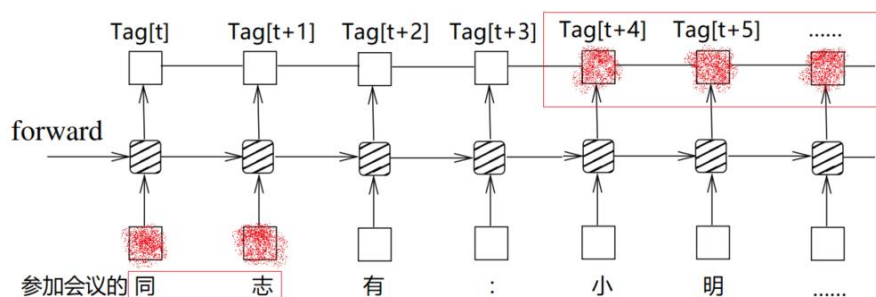 Tag[t] Tag[t+1] Tag[t+2] Tag[t+3] Tag[t+4] Tag[t+5] ......
forward
参加会议的 同 志 有 : 小 明 ......